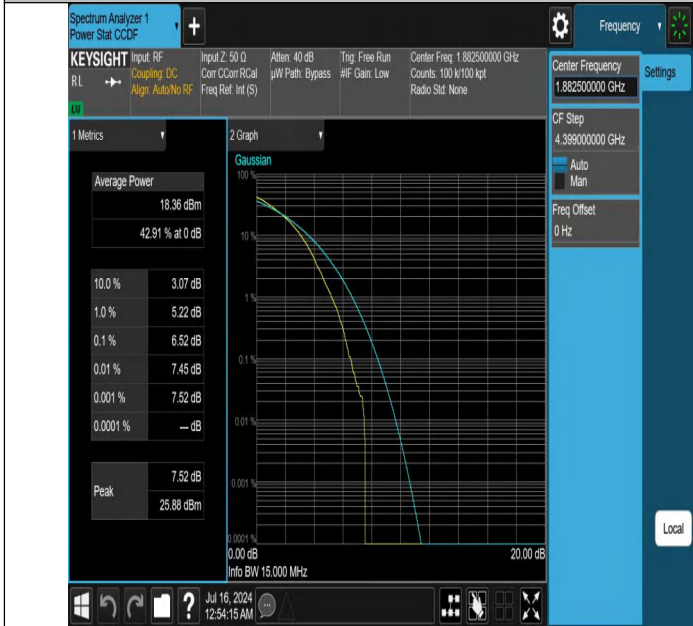 Spectrum Analyzer 1
Power Stat CCDF
+
Frequency
KEYSIGHT
RL
LXI
Input: RF
Coupling: DC
Align: Auto/No RF
Input Z: 50 Ω
Corr CCorr RCal
Freq Ref: Int (S)
Atten: 40 dB
µW Path: Bypass
Trig: Free Run
#IF Gain: Low
Center Freq: 1.882500000 GHz
Counts: 100 k/100 kpt
Radio Std: None
Center Frequency
1.882500000 GHz
Settings
CF Step
4.399000000 GHz
Auto
Man
Freq Offset
0 Hz
1 Metrics
Average Power
18.36 dBm
42.91 % at 0 dB
10.0 % 3.07 dB
1.0 % 5.22 dB
0.1 % 6.52 dB
0.01 % 7.45 dB
0.001 % 7.52 dB
0.0001 % --- dB
Peak
7.52 dB
25.88 dBm
2 Graph
Gaussian
100 %
10 %
1 %
0.1 %
0.01 %
0.001 %
0.0001 %
0.00 dB 20.00 dB
Info BW 15.000 MHz
Local
?
Jul 16, 2024
12:54:15 AM